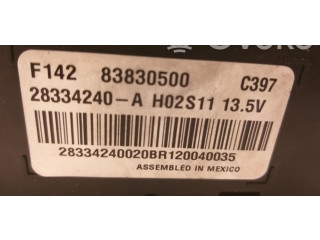 F142 83830500 C397
28334240-A H02S11 13.5V
28334240020BR120040035
ASSEMBLED IN MEXICO